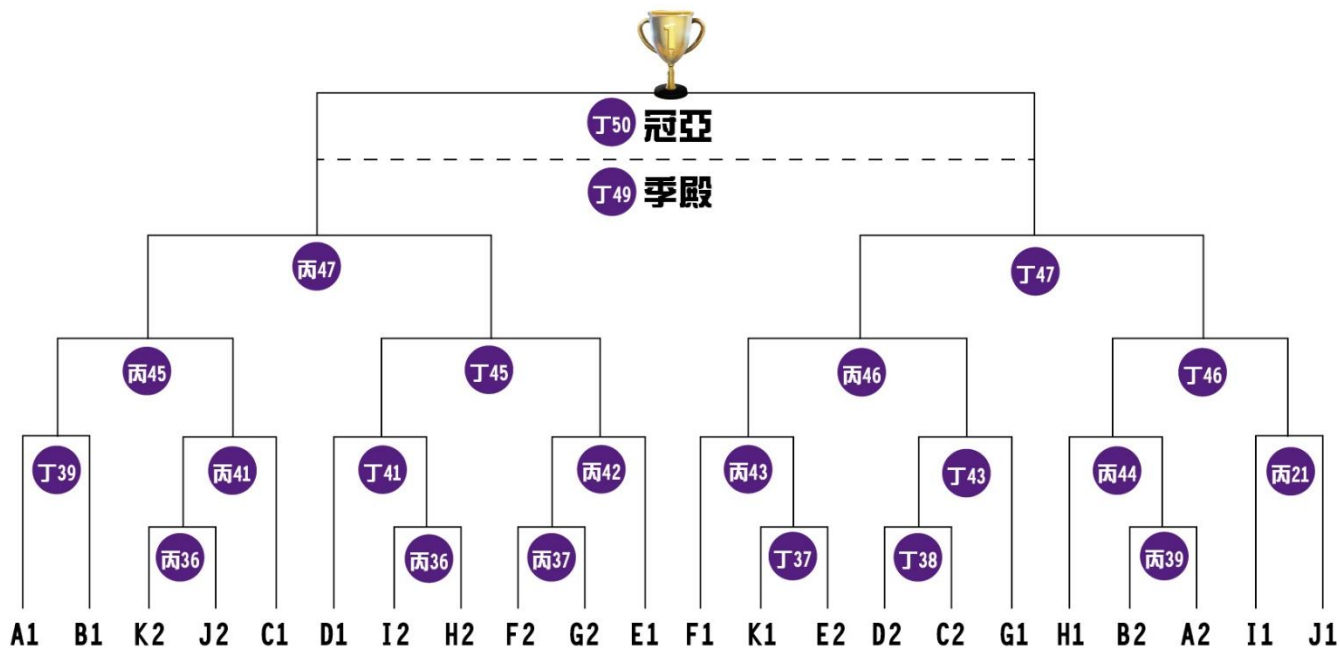 1
丁50 冠亞
丁49 季殿
丙47 丁47
丙45 丁45 丙46 丁46
丁39 丙41 丁41 丙42 丙43 丁43 丙44 丙21
丙36 丙36 丙37 丁37 丁38 丙39
A1 B1 K2 J2 C1 D1 I2 H2 F2 G2 E1 F1 K1 E2 D2 C2 G1 H1 B2 A2 I1 J1